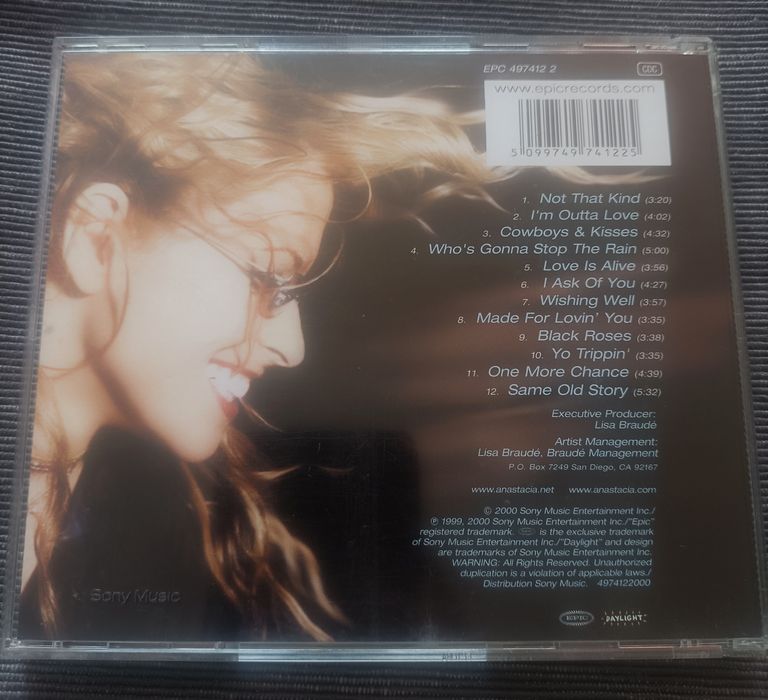 EPC 497412 2
CDC
www.epicrecords.com
5 099749 741225
1. Not That Kind (3:20)
2. I'm Outta Love (4:02)
3. Cowboys & Kisses (4:32)
4. Who's Gonna Stop The Rain (5:00)
5. Love Is Alive (3:56)
6. I Ask Of You (4:27)
7. Wishing Well (3:57)
8. Made For Lovin' You (3:35)
9. Black Roses (3:38)
10. Yo Trippin' (3:35)
11. One More Chance (4:39)
12. Same Old Story (5:32)
Executive Producer:
Lisa Braudé
Artist Management:
Lisa Braudé, Braudé Management
P.O. Box 7249 San Diego, CA 92167
www.anastacia.net www.anastacia.com
© 2000 Sony Music Entertainment Inc./
℗ 1999, 2000 Sony Music Entertainment Inc./"Epic"
registered trademark. is the exclusive trademark
of Sony Music Entertainment Inc./"Daylight" and design
are trademarks of Sony Music Entertainment Inc.
WARNING: All Rights Reserved. Unauthorized
duplication is a violation of applicable laws./
Distribution Sony Music. 4974122000
Sony Music
EPIC DAYLIGHT